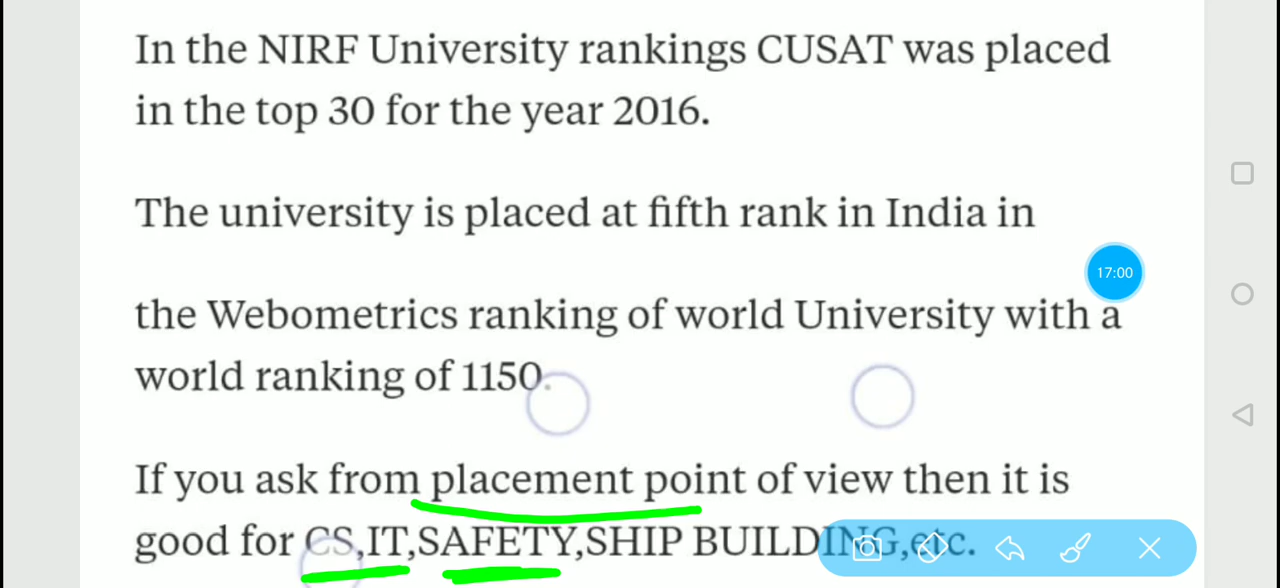 In the NIRF University rankings CUSAT was placed
in the top 30 for the year 2016.
The university is placed at fifth rank in India in
17:00
the Webometrics ranking of world University with a
world ranking of 1150.
If you ask from placement point of view then it is
good for CS,IT,SAFETY,SHIP BUILDING,etc.